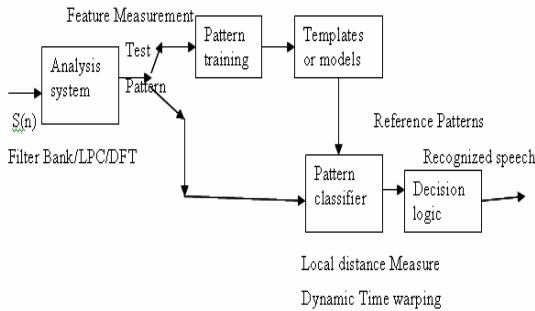 Feature Measurement
Test
Pattern
Analysis
system
Pattern
training
Templates
or models
S(n)
Filter Bank/LPC/DFT
Reference Patterns
Recognized speech
Pattern
classifier
Decision
logic
Local distance Measure
Dynamic Time warping